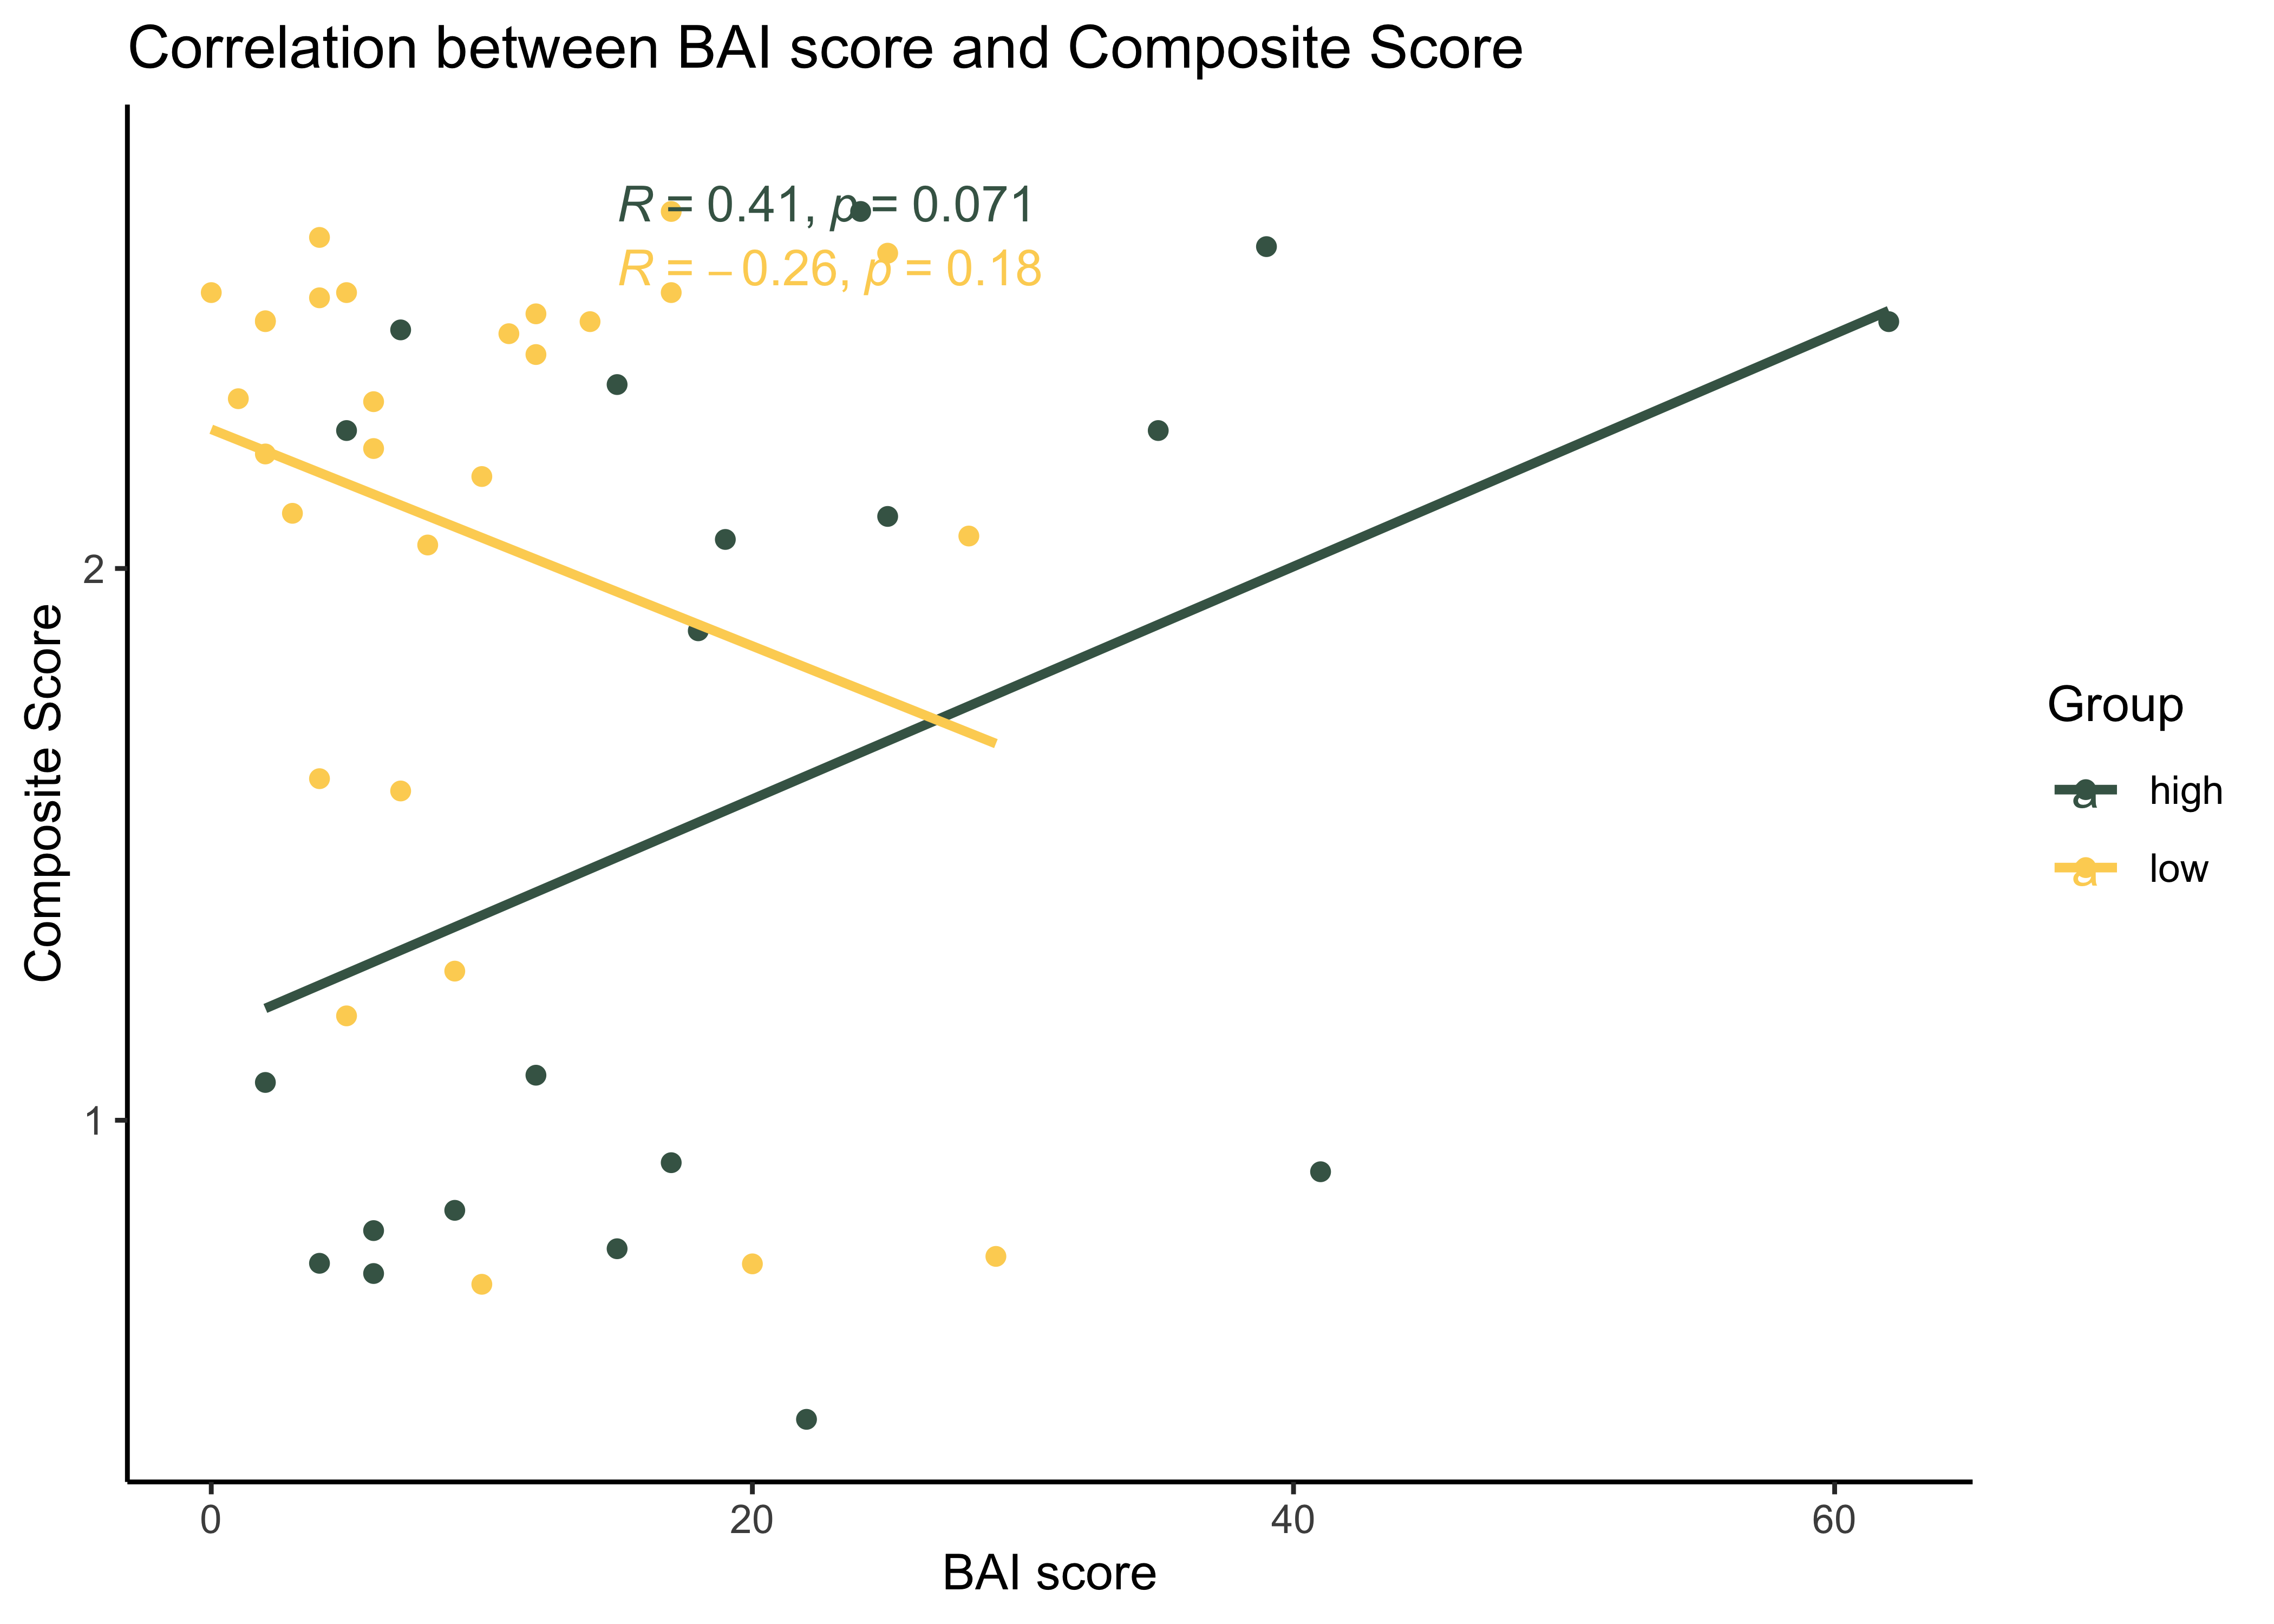 Correlation between BAI score and Composite Score
R = 0.41, p = 0.071
R = – 0.26, p = 0.18
2
1
Composite Score
0 20 40 60
BAI score
Group
a high
a low